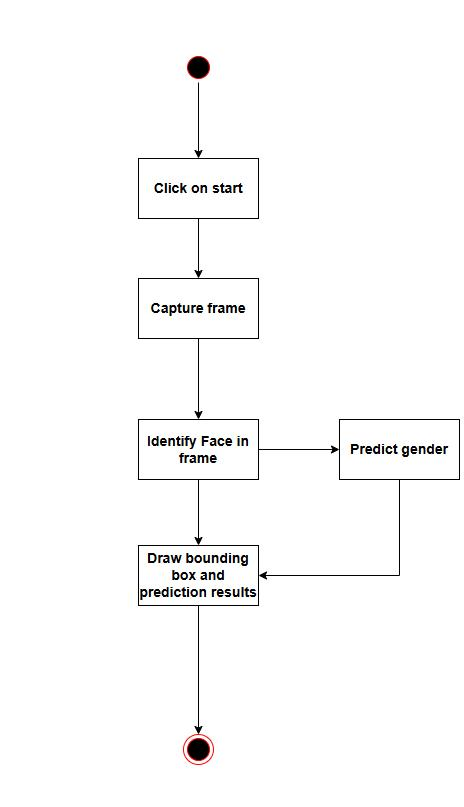 Click on start
Capture frame
Identify Face in
frame
Predict gender
Draw bounding
box and
prediction results